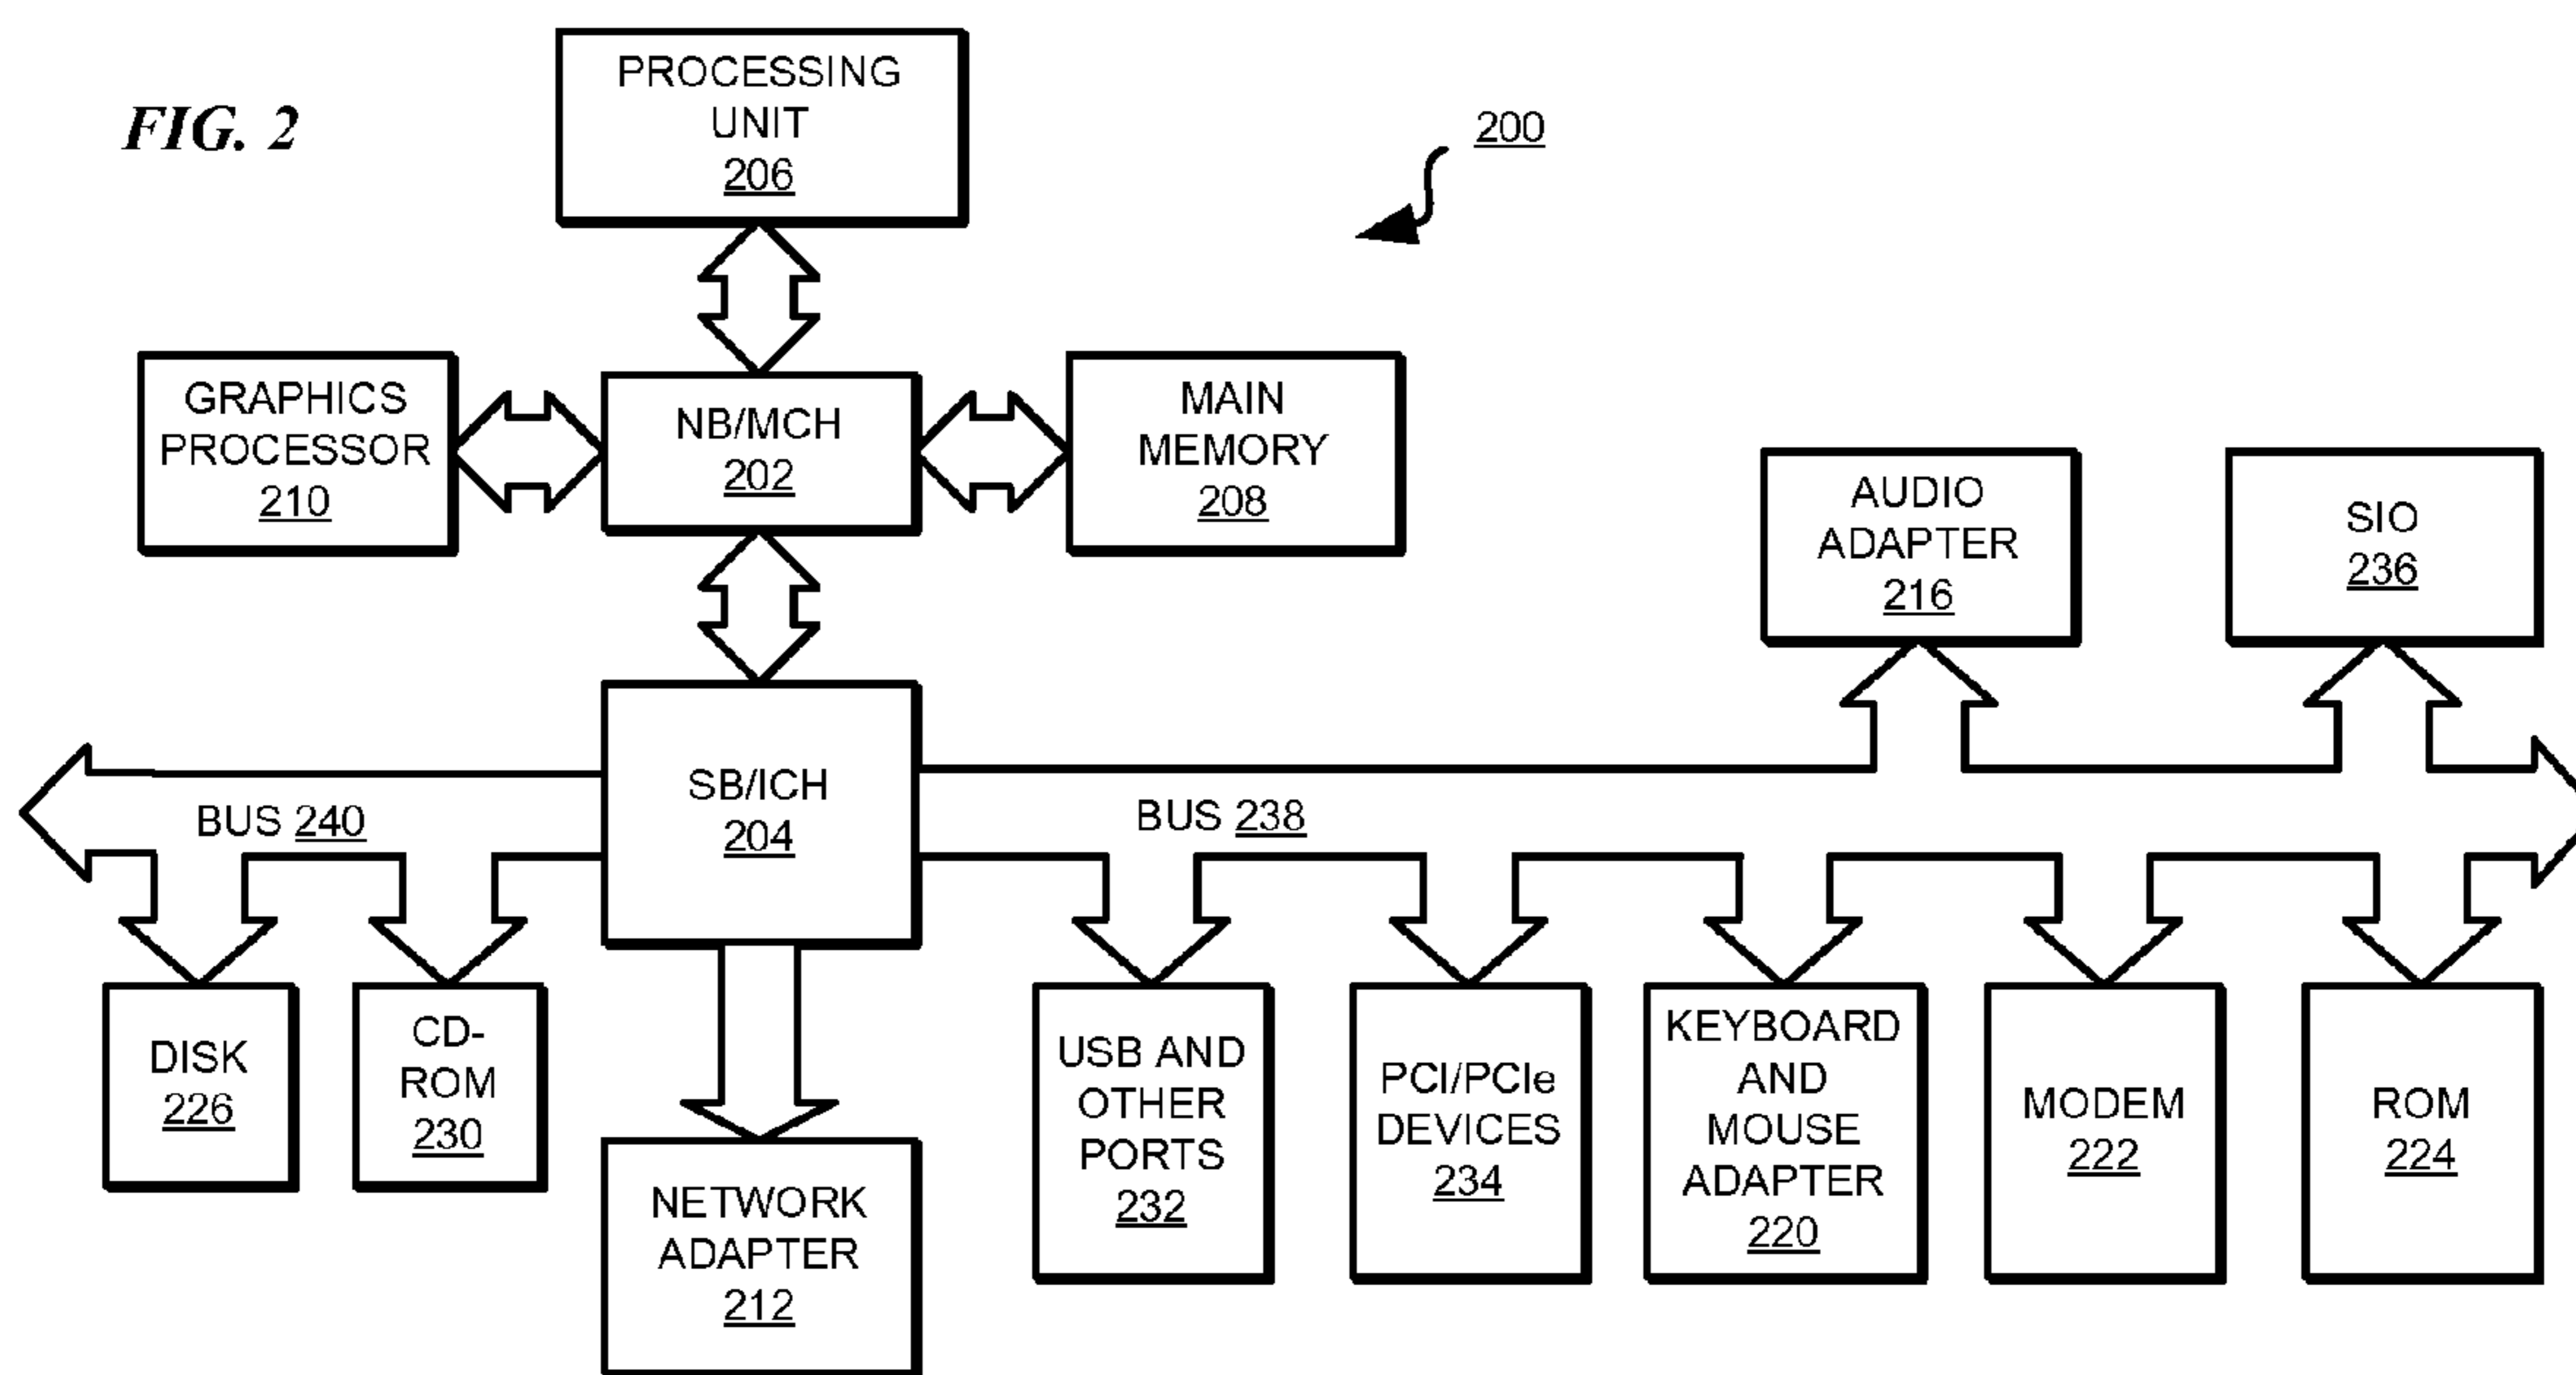 PROCESSING
UNIT
206
FIG. 2
200
GRAPHICS
PROCESSOR
210
NB/MCH
202
MAIN
MEMORY
208
AUDIO
ADAPTER
216
SIO
236
SB/ICH
204
BUS 240
BUS 238
DISK
226
CD-
ROM
230
NETWORK
ADAPTER
212
USB AND
OTHER
PORTS
232
PCI/PCIe
DEVICES
234
KEYBOARD
AND
MOUSE
ADAPTER
220
MODEM
222
ROM
224